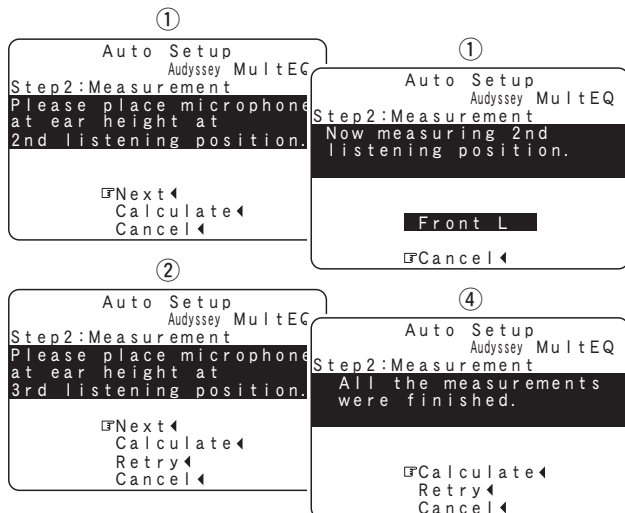 ①
Auto Setup
Audyssey MultEQ
Step2:Measurement
Please place microphone
at ear height at
2nd listening position.
☞Next◀
Calculate◀
Cancel◀
①
Auto Setup
Audyssey MultEQ
Step2:Measurement
Now measuring 2nd
listening position.
Front L
☞Cancel◀
②
Auto Setup
Audyssey MultEQ
Step2:Measurement
Please place microphone
at ear height at
3rd listening position.
☞Next◀
Calculate◀
Retry◀
Cancel◀
④
Auto Setup
Audyssey MultEQ
Step2:Measurement
All the measurements
were finished.
☞Calculate◀
Retry◀
Cancel◀